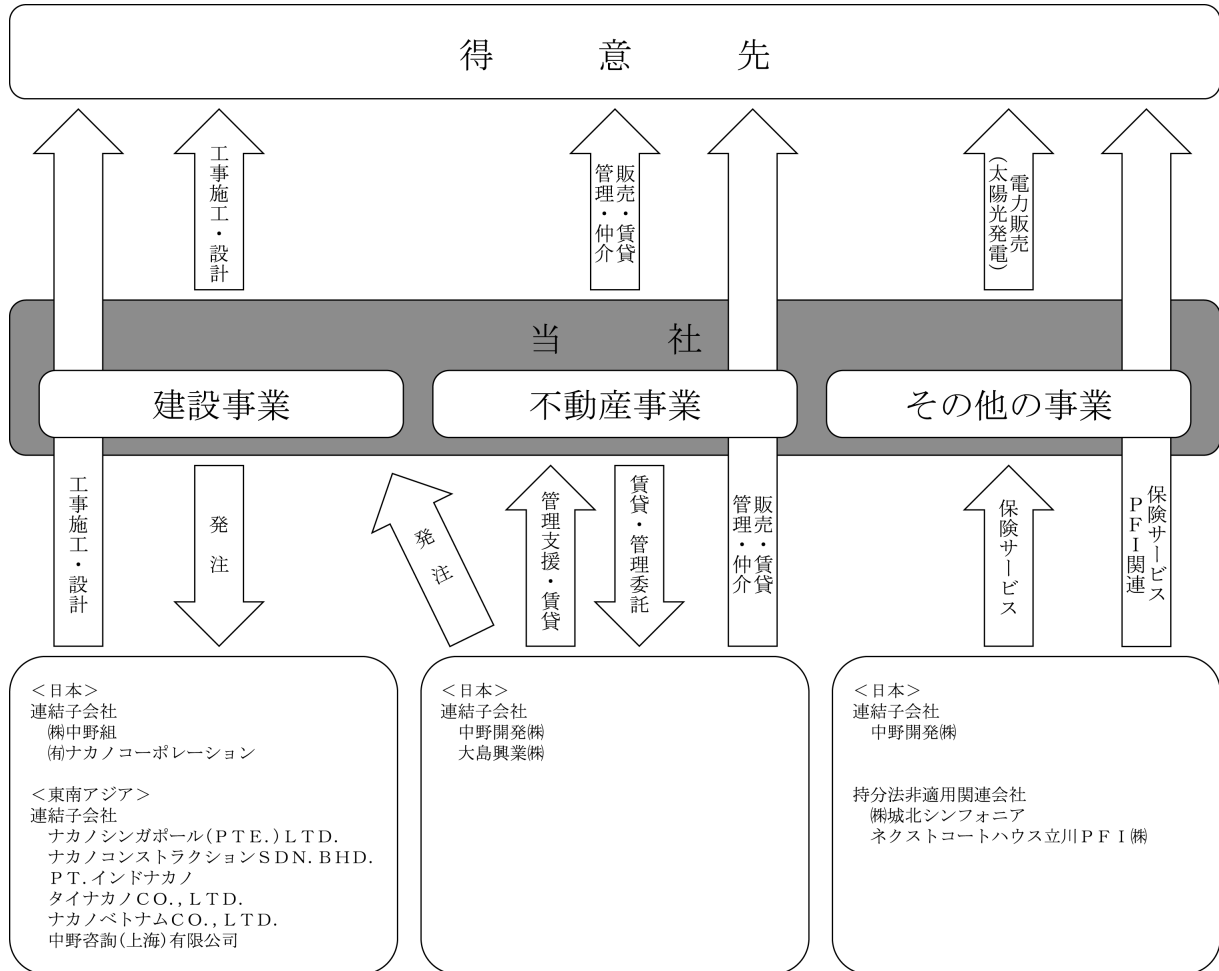 得意先
工事施工・設計
販売・賃貸
管理・仲介
電力販売
(太陽光発電)
当社
建設事業
不動産事業
その他の事業
工事施工・設計
発注
発注
管理支援・賃貸
賃貸・管理委託
販売・賃貸
管理・仲介
保険サービス
保険サービス
PFI関連
<日本>
連結子会社
㈱中野組
㈲ナカノコーポレーション
<東南アジア>
連結子会社
ナカノシンガポール(PTE.)LTD.
ナカノコンストラクションSDN.BHD.
PT.インドナカノ
タイナカノCO.,LTD.
ナカノベトナムCO.,LTD.
中野咨詢(上海)有限公司
<日本>
連結子会社
中野開発㈱
大島興業㈱
<日本>
連結子会社
中野開発㈱
持分法非適用関連会社
㈱城北シンフォニア
ネクストコートハウス立川PFI㈱